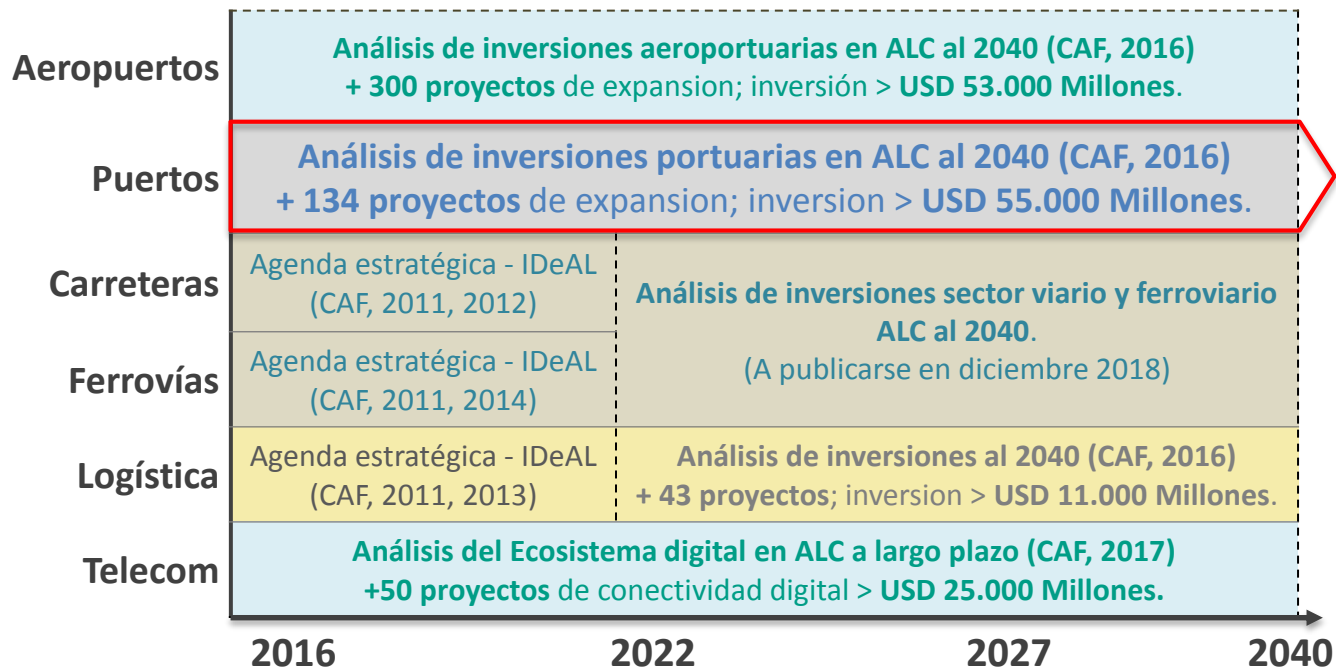 Aeropuertos
Análisis de inversiones aeroportuarias en ALC al 2040 (CAF, 2016)
+ 300 proyectos de expansion; inversión > USD 53.000 Millones.
Puertos
Análisis de inversiones portuarias en ALC al 2040 (CAF, 2016)
+ 134 proyectos de expansion; inversion > USD 55.000 Millones.
Carreteras
Agenda estratégica - IDeAL
(CAF, 2011, 2012)
Ferrovías
Agenda estratégica - IDeAL
(CAF, 2011, 2014)
Análisis de inversiones sector viario y ferroviario
ALC al 2040.
(A publicarse en diciembre 2018)
Logística
Agenda estratégica - IDeAL
(CAF, 2011, 2013)
Análisis de inversiones al 2040 (CAF, 2016)
+ 43 proyectos; inversion > USD 11.000 Millones.
Telecom
Análisis del Ecosistema digital en ALC a largo plazo (CAF, 2017)
+50 proyectos de conectividad digital > USD 25.000 Millones.
2016 2022 2027 2040